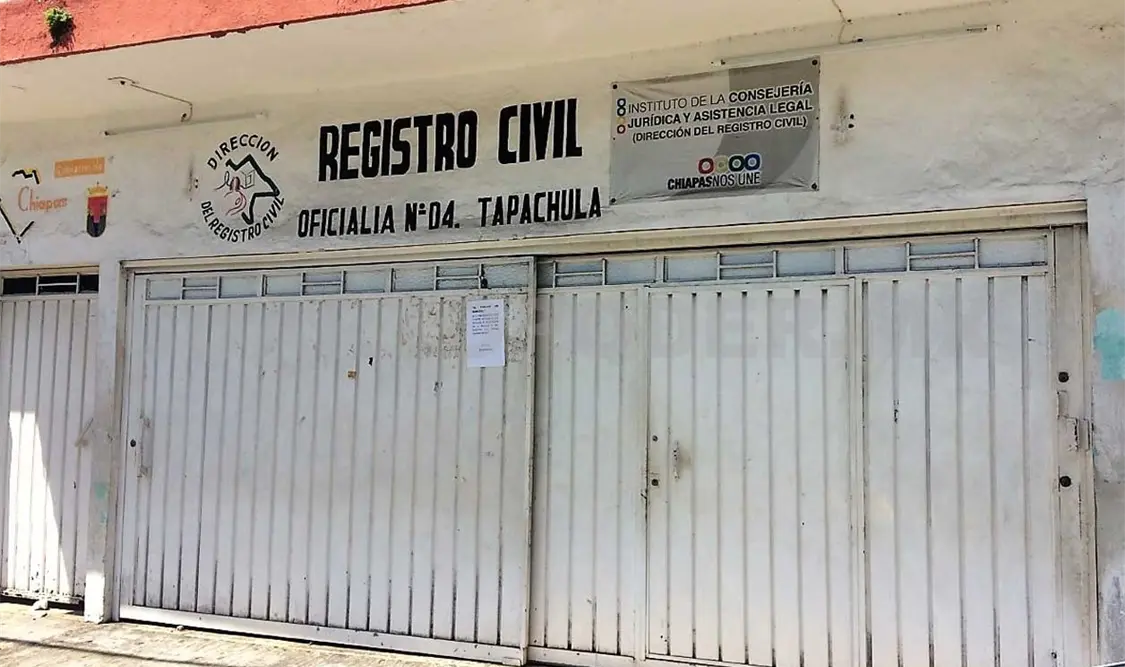 Chiapas
DIRECCION
DEL REGISTRO CIVIL
REGISTRO CIVIL
OFICIALIA Nº 04. TAPACHULA
INSTITUTO DE LA CONSEJERÍA
JURÍDICA Y ASISTENCIA LEGAL
(DIRECCIÓN DEL REGISTRO CIVIL)
CHIAPASNOS UNE